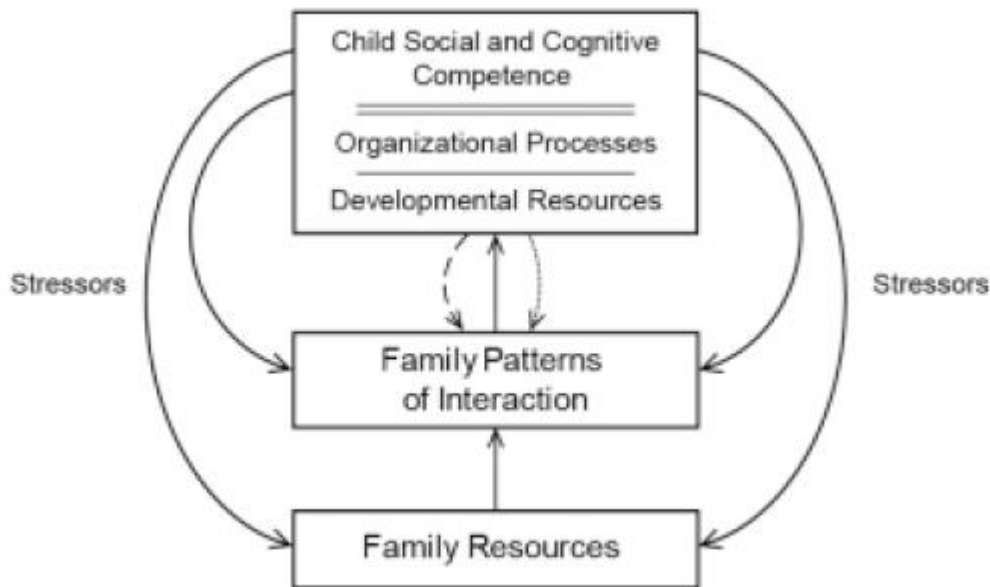 Child Social and Cognitive
Competence
Organizational Processes
Developmental Resources
Stressors
Stressors
Family Patterns
of Interaction
Family Resources